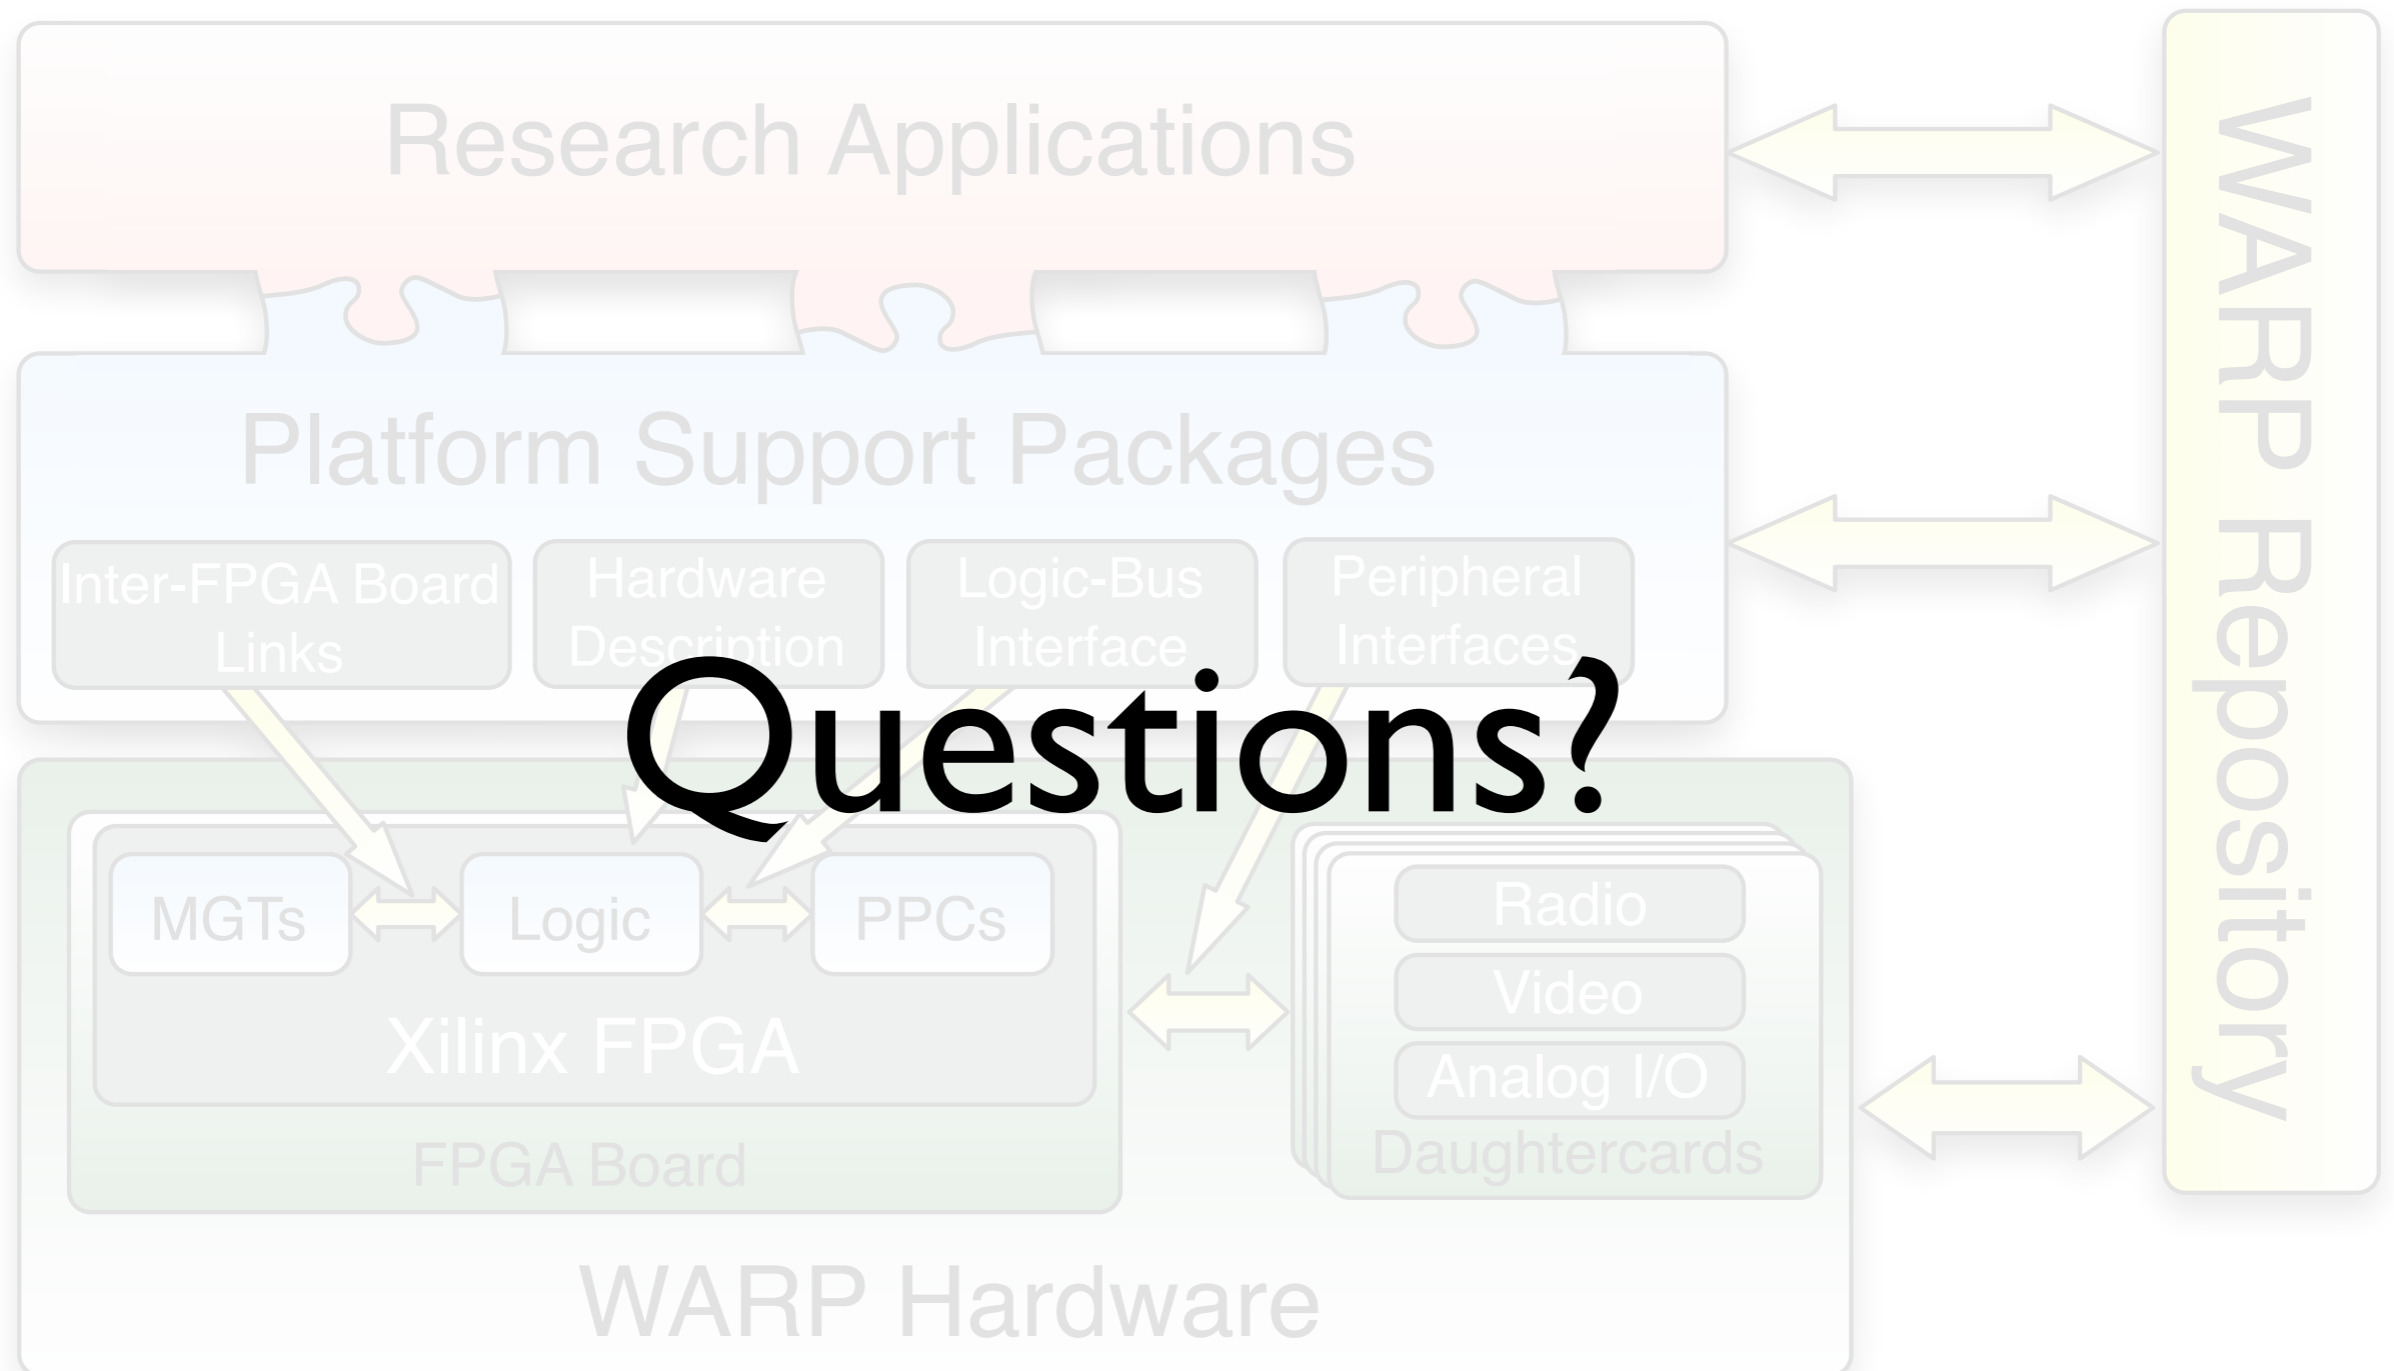 Research Applications
Platform Support Packages
Inter-FPGA Board
Links
Hardware
Description
Logic-Bus
Interface
Peripheral
Interfaces
Questions?
MGTs
Logic
PPCs
Xilinx FPGA
FPGA Board
Radio
Video
Analog I/O
Daughtercards
WARP Hardware
WARP Repository